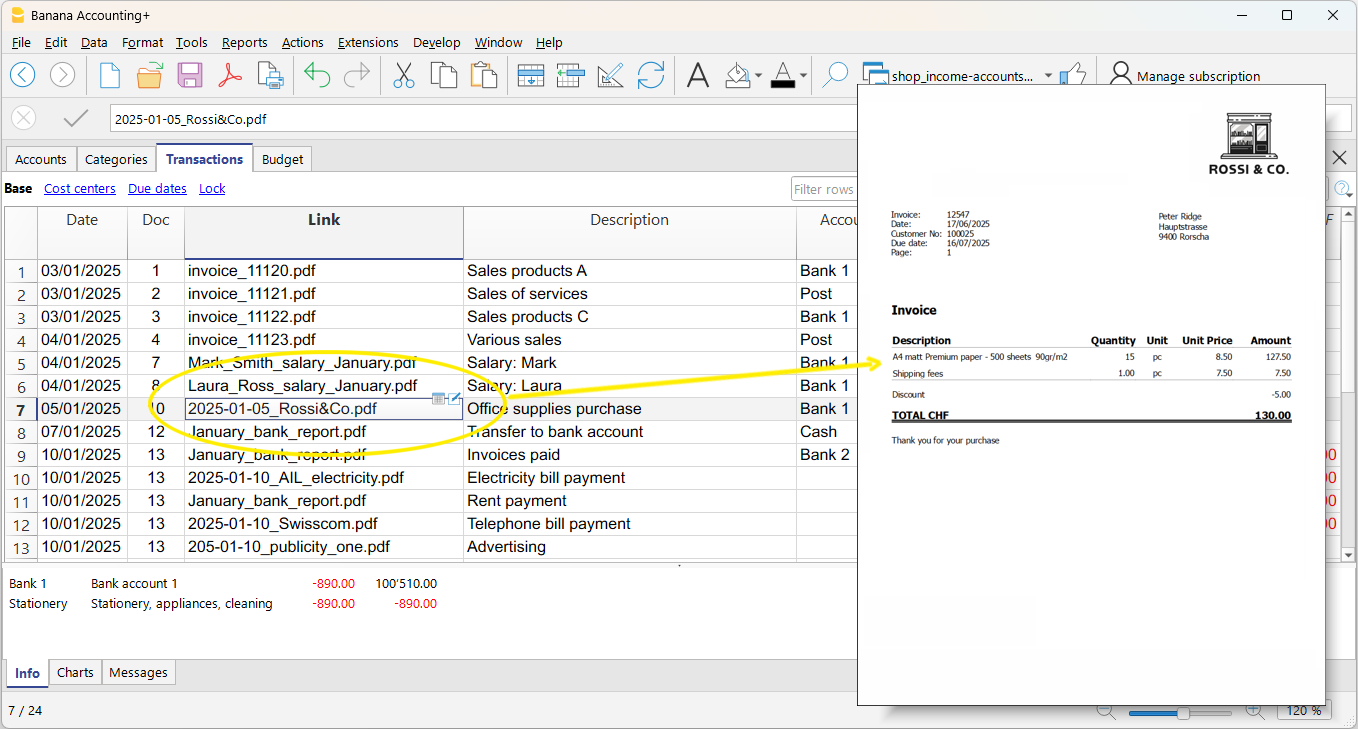 Banana Accounting+
File Edit Data Format Tools Reports Actions Extensions Develop Window Help
shop_income-accounts... Manage subscription
2025-01-05_Rossi&Co.pdf
Accounts Categories Transactions Budget
Base Cost centers Due dates Lock Filter rows
Date Doc Link Description Accou F
1 03/01/2025 1 invoice_11120.pdf Sales products A Bank 1
2 03/01/2025 2 invoice_11121.pdf Sales of services Post
3 03/01/2025 3 invoice_11122.pdf Sales products C Bank 1
4 04/01/2025 4 invoice_11123.pdf Various sales Post
5 04/01/2025 7 Mark_Smith_salary_January.pdf Salary: Mark Bank 1
6 04/01/2025 8 Laura_Ross_salary_January.pdf Salary: Laura Bank 1
7 05/01/2025 10 2025-01-05_Rossi&Co.pdf Office supplies purchase Bank 1
8 07/01/2025 12 January_bank_report.pdf Transfer to bank account Cash
9 10/01/2025 13 January_bank_report.pdf Invoices paid Bank 2 00
10 10/01/2025 13 2025-01-10_AIL_electricity.pdf Electricity bill payment 00
11 10/01/2025 13 January_bank_report.pdf Rent payment 00
12 10/01/2025 13 2025-01-10_Swisscom.pdf Telephone bill payment 00
13 10/01/2025 13 205-01-10_publicity_one.pdf Advertising
Bank 1 Bank account 1 -890.00 100'510.00
Stationery Stationery, appliances, cleaning -890.00 -890.00
Info Charts Messages
7 / 24
120 %
ROSSI & CO.
Invoice: 12547
Date: 17/06/2025
Customer No: 100025
Due date: 16/07/2025
Page: 1
Peter Ridge
Hauptstrasse
9400 Rorscha
Invoice
Description Quantity Unit Unit Price Amount
A4 matt Premium paper - 500 sheets 90gr/m2 15 pc 8.50 127.50
Shipping fees 1.00 pc 7.50 7.50
Discount -5.00
TOTAL CHF 130.00
Thank you for your purchase